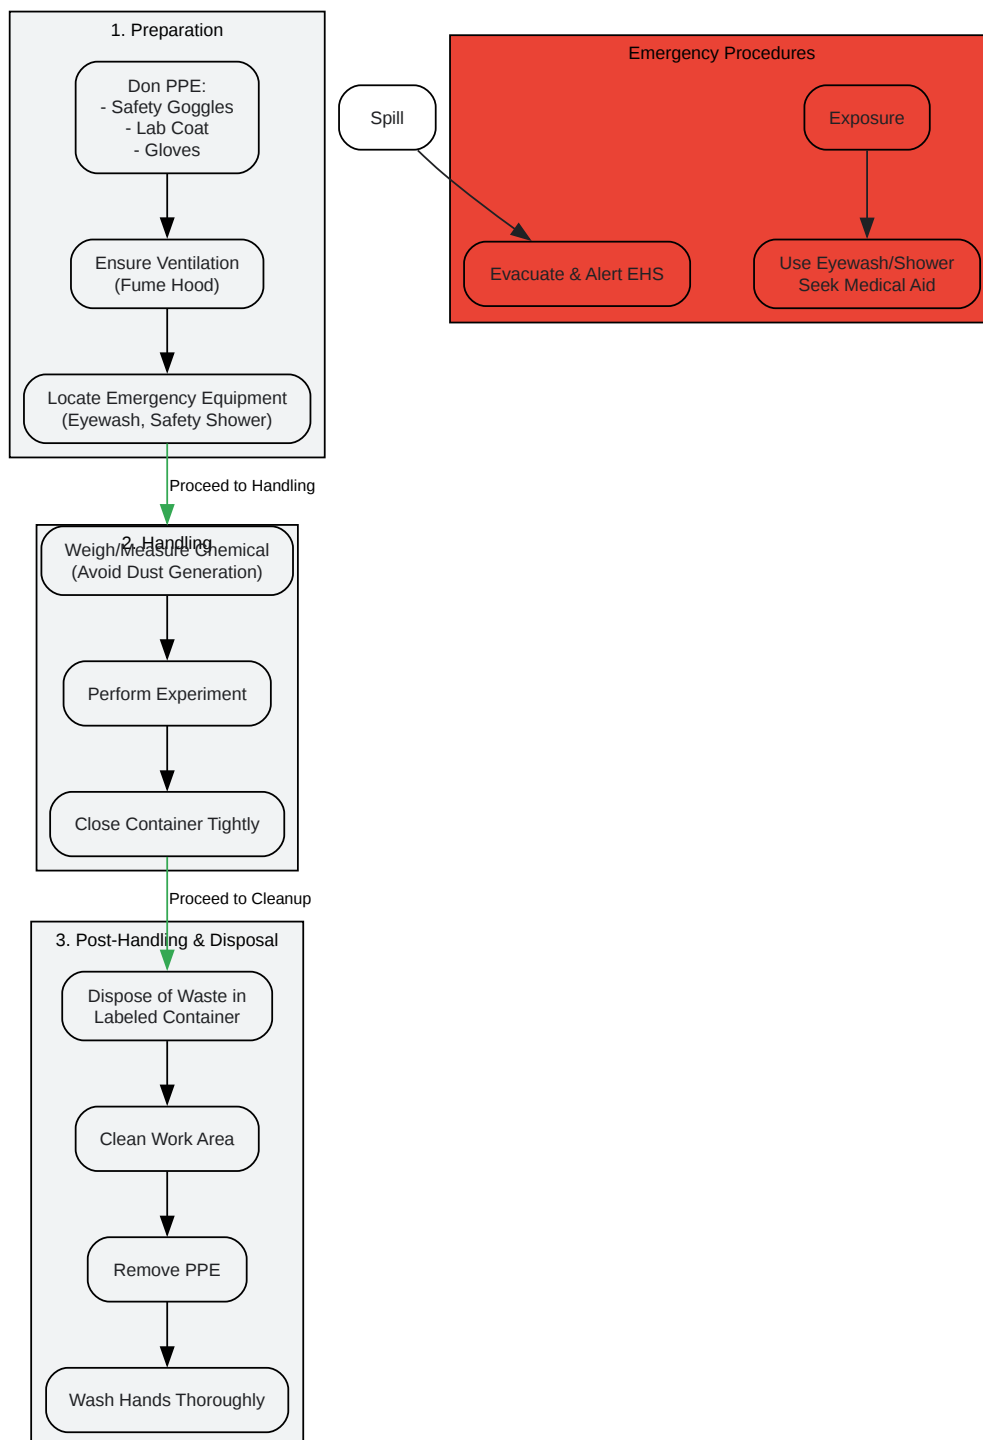 1. Preparation
Don PPE:
- Safety Goggles
- Lab Coat
- Gloves
Ensure Ventilation
(Fume Hood)
Locate Emergency Equipment
(Eyewash, Safety Shower)
Proceed to Handling
2. Handling
Weigh/Measure Chemical
(Avoid Dust Generation)
Perform Experiment
Close Container Tightly
Proceed to Cleanup
3. Post-Handling & Disposal
Dispose of Waste in
Labeled Container
Clean Work Area
Remove PPE
Wash Hands Thoroughly
Emergency Procedures
Spill
Evacuate & Alert EHS
Exposure
Use Eyewash/Shower
Seek Medical Aid